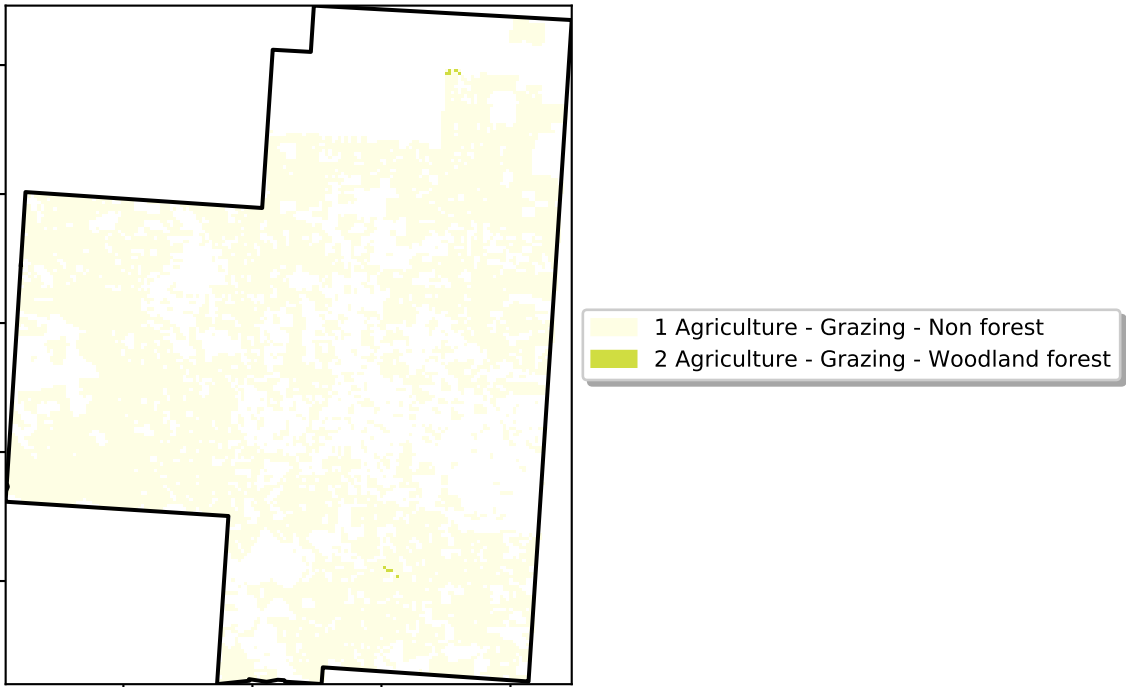 1 Agriculture - Grazing - Non forest
2 Agriculture - Grazing - Woodland forest